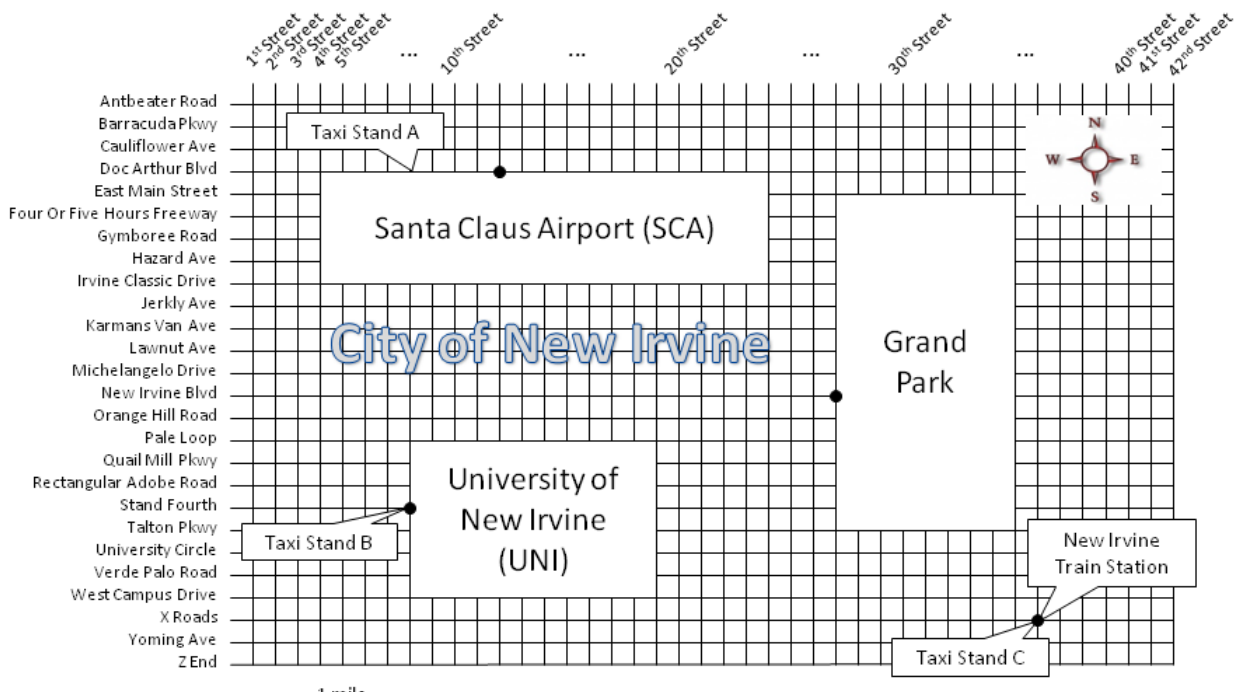 1st Street
2nd Street
3rd Street
4th Street
5th Street
...
10th Street
...
20th Street
...
30th Street
...
40th Street
41st Street
42nd Street
Antbeater Road
Barracuda Pkwy
Cauliflower Ave
Doc Arthur Blvd
East Main Street
Four Or Five Hours Freeway
Gymboree Road
Hazard Ave
Irvine Classic Drive
Jerkly Ave
Karmans Van Ave
Lawnut Ave
Michelangelo Drive
New Irvine Blvd
Orange Hill Road
Pale Loop
Quail Mill Pkwy
Rectangular Adobe Road
Stand Fourth
Talton Pkwy
University Circle
Verde Palo Road
West Campus Drive
X Roads
Yoming Ave
Z End
Taxi Stand A
N
W
E
S
Santa Claus Airport (SCA)
City of New Irvine
Grand
Park
University of
New Irvine
(UNI)
Taxi Stand B
New Irvine
Train Station
Taxi Stand C
1 mile